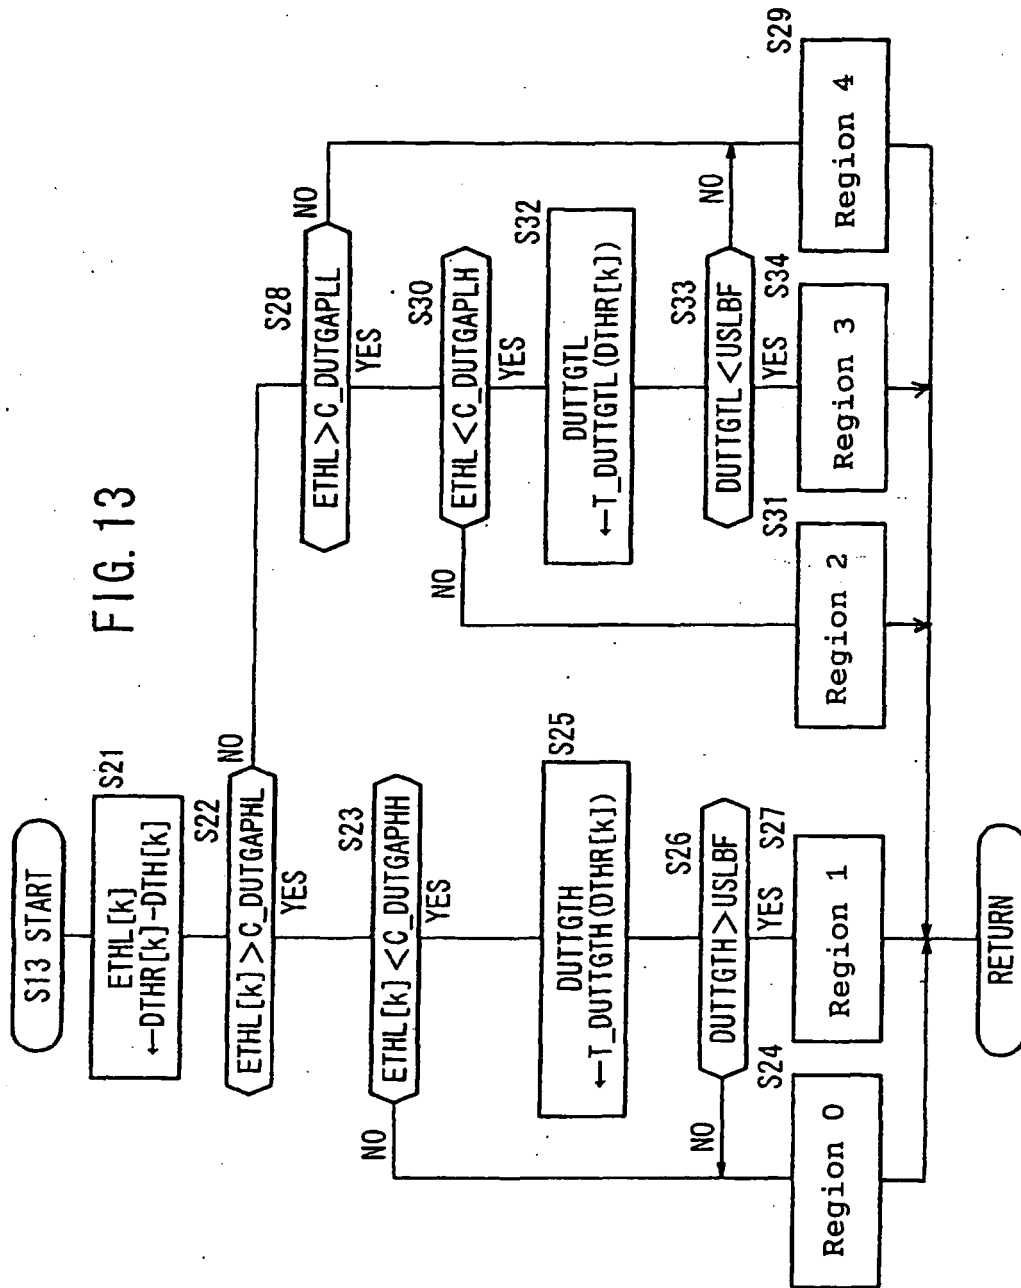 FIG. 13
S13 START
S21
ETHL[k]
←DTHR[k]-DTH[k]
S22
ETHL[k]>C_DUTGAPHL
NO
YES
S23
ETHL[k]<C_DUTGAPHH
NO
YES
S25
DUTTGTH
←T_DUTTGTH(DTHR[k])
S26
DUTTGTH>USLBF
NO
YES
S24
Region 0
S27
Region 1
S28
ETHL>C_DUTGAPLL
NO
YES
S30
ETHL<C_DUTGAPLH
NO
YES
S32
DUTTGTL
←T_DUTTGTL(DTHR[k])
S33
DUTTGTL<USLBF
NO
YES
S31
Region 2
S34
Region 3
S29
Region 4
RETURN